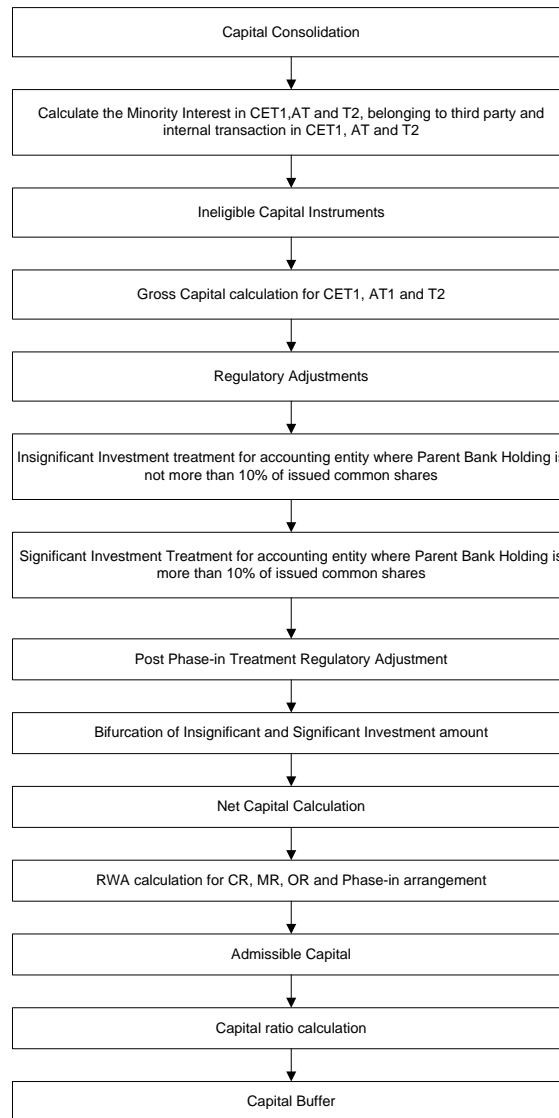 Capital Consolidation
Calculate the Minority Interest in CET1,AT and T2, belonging to third party and
internal transaction in CET1, AT and T2
Ineligible Capital Instruments
Gross Capital calculation for CET1, AT1 and T2
Regulatory Adjustments
Insignificant Investment treatment for accounting entity where Parent Bank Holding is
not more than 10% of issued common shares
Significant Investment Treatment for accounting entity where Parent Bank Holding is
more than 10% of issued common shares
Post Phase-in Treatment Regulatory Adjustment
Bifurcation of Insignificant and Significant Investment amount
Net Capital Calculation
RWA calculation for CR, MR, OR and Phase-in arrangement
Admissible Capital
Capital ratio calculation
Capital Buffer